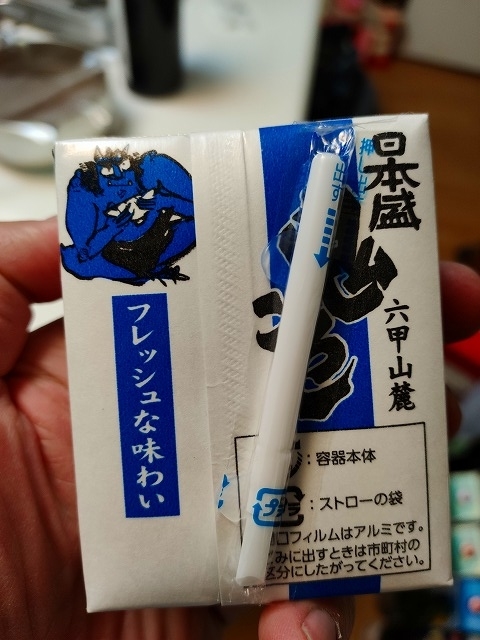 フレッシュな味わい
日本盛
六甲山麓
：容器本体
プラ：ストローの袋
口フィルムはアルミです。
ごみに出すときは市町村の
区分にしたがってください。